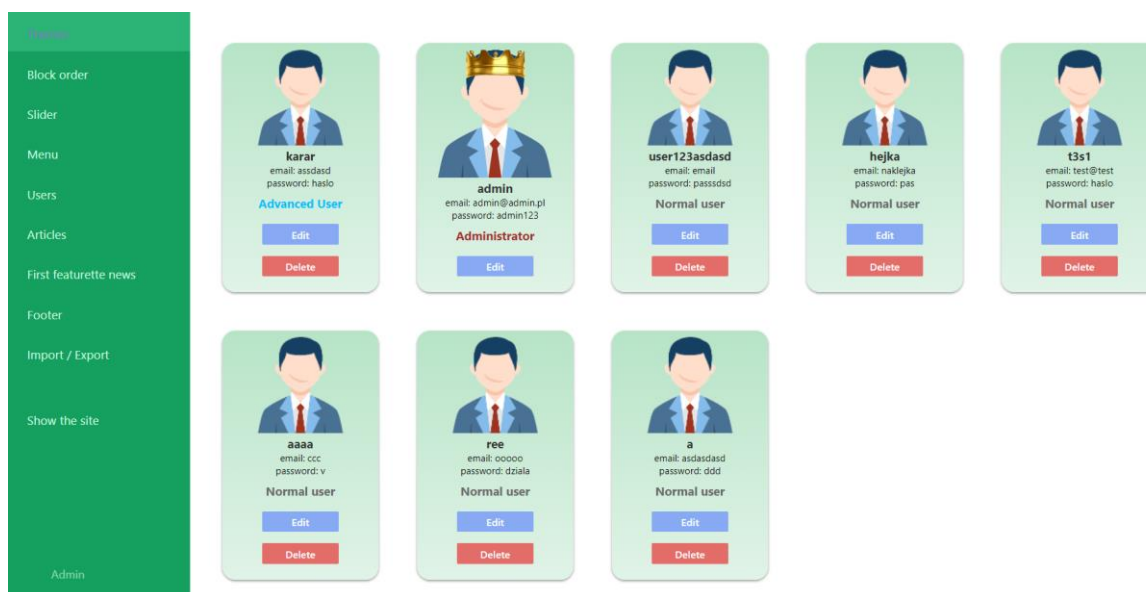 Block order
Slider
Menu
Users
Articles
First featurette news
Footer
Import / Export
Show the site
Admin
karar
email: assdasd
password: haslo
Advanced User
Edit
Delete
admin
email: admin@admin.pl
password: admin123
Administrator
Edit
user123asdasd
email: email
password: passsdsd
Normal user
Edit
Delete
hejka
email: naklejka
password: pas
Normal user
Edit
Delete
t3s1
email: test@test
password: haslo
Normal user
Edit
Delete
aaaa
email: ccc
password: v
Normal user
Edit
Delete
ree
email: ooooo
password: dziala
Normal user
Edit
Delete
a
email: asdasdasd
password: ddd
Normal user
Edit
Delete